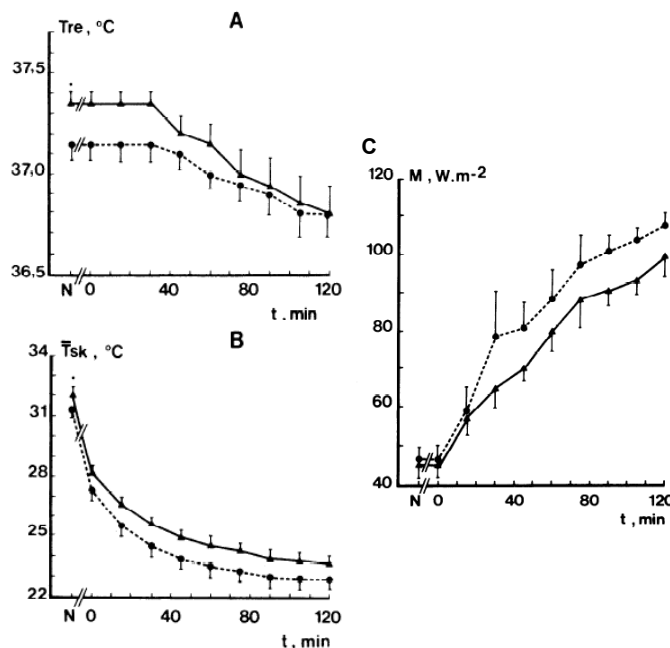 Tre , °C
A
37,5
37.0
36.5
N 0 40 80 120
t , min
T̿sk , °C
B
34
31
28
25
22
N 0 40 80 120
t , min
C
M , W.m-2
120
100
80
60
40
N 0 40 80 120
t , min